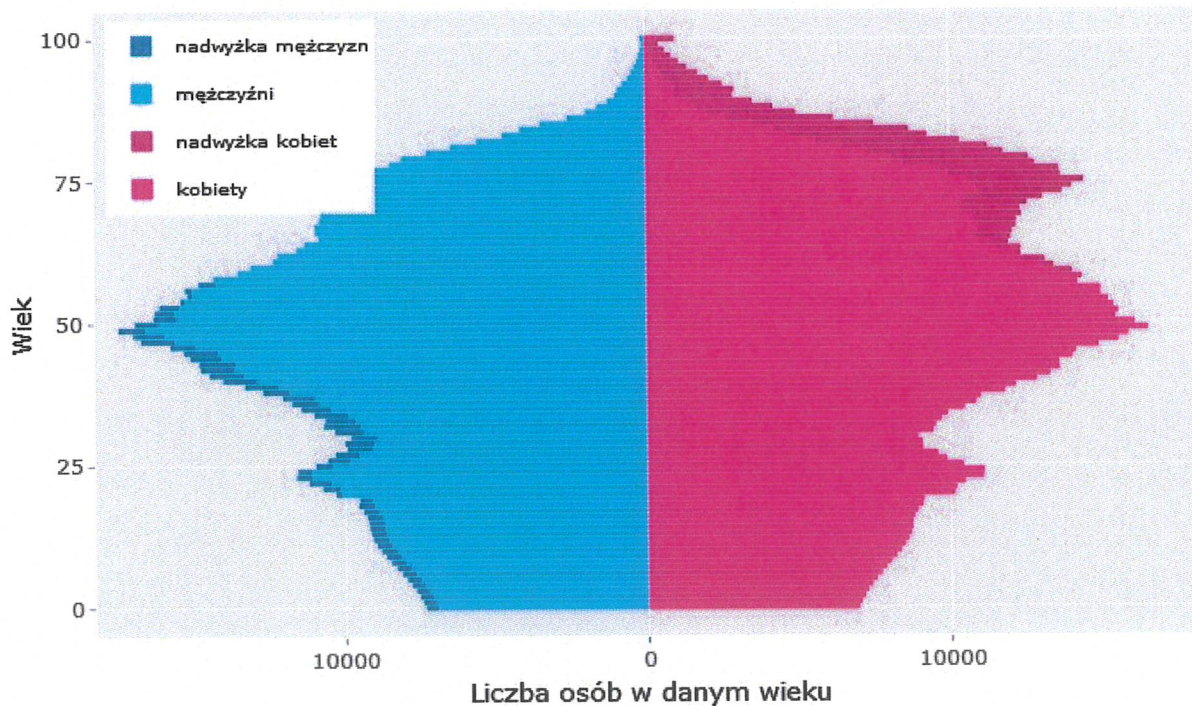 nadwyżka mężczyzn
mężczyźni
nadwyżka kobiet
kobiety
100
75
50
25
0
Wiek
10000
0
10000
Liczba osób w danym wieku